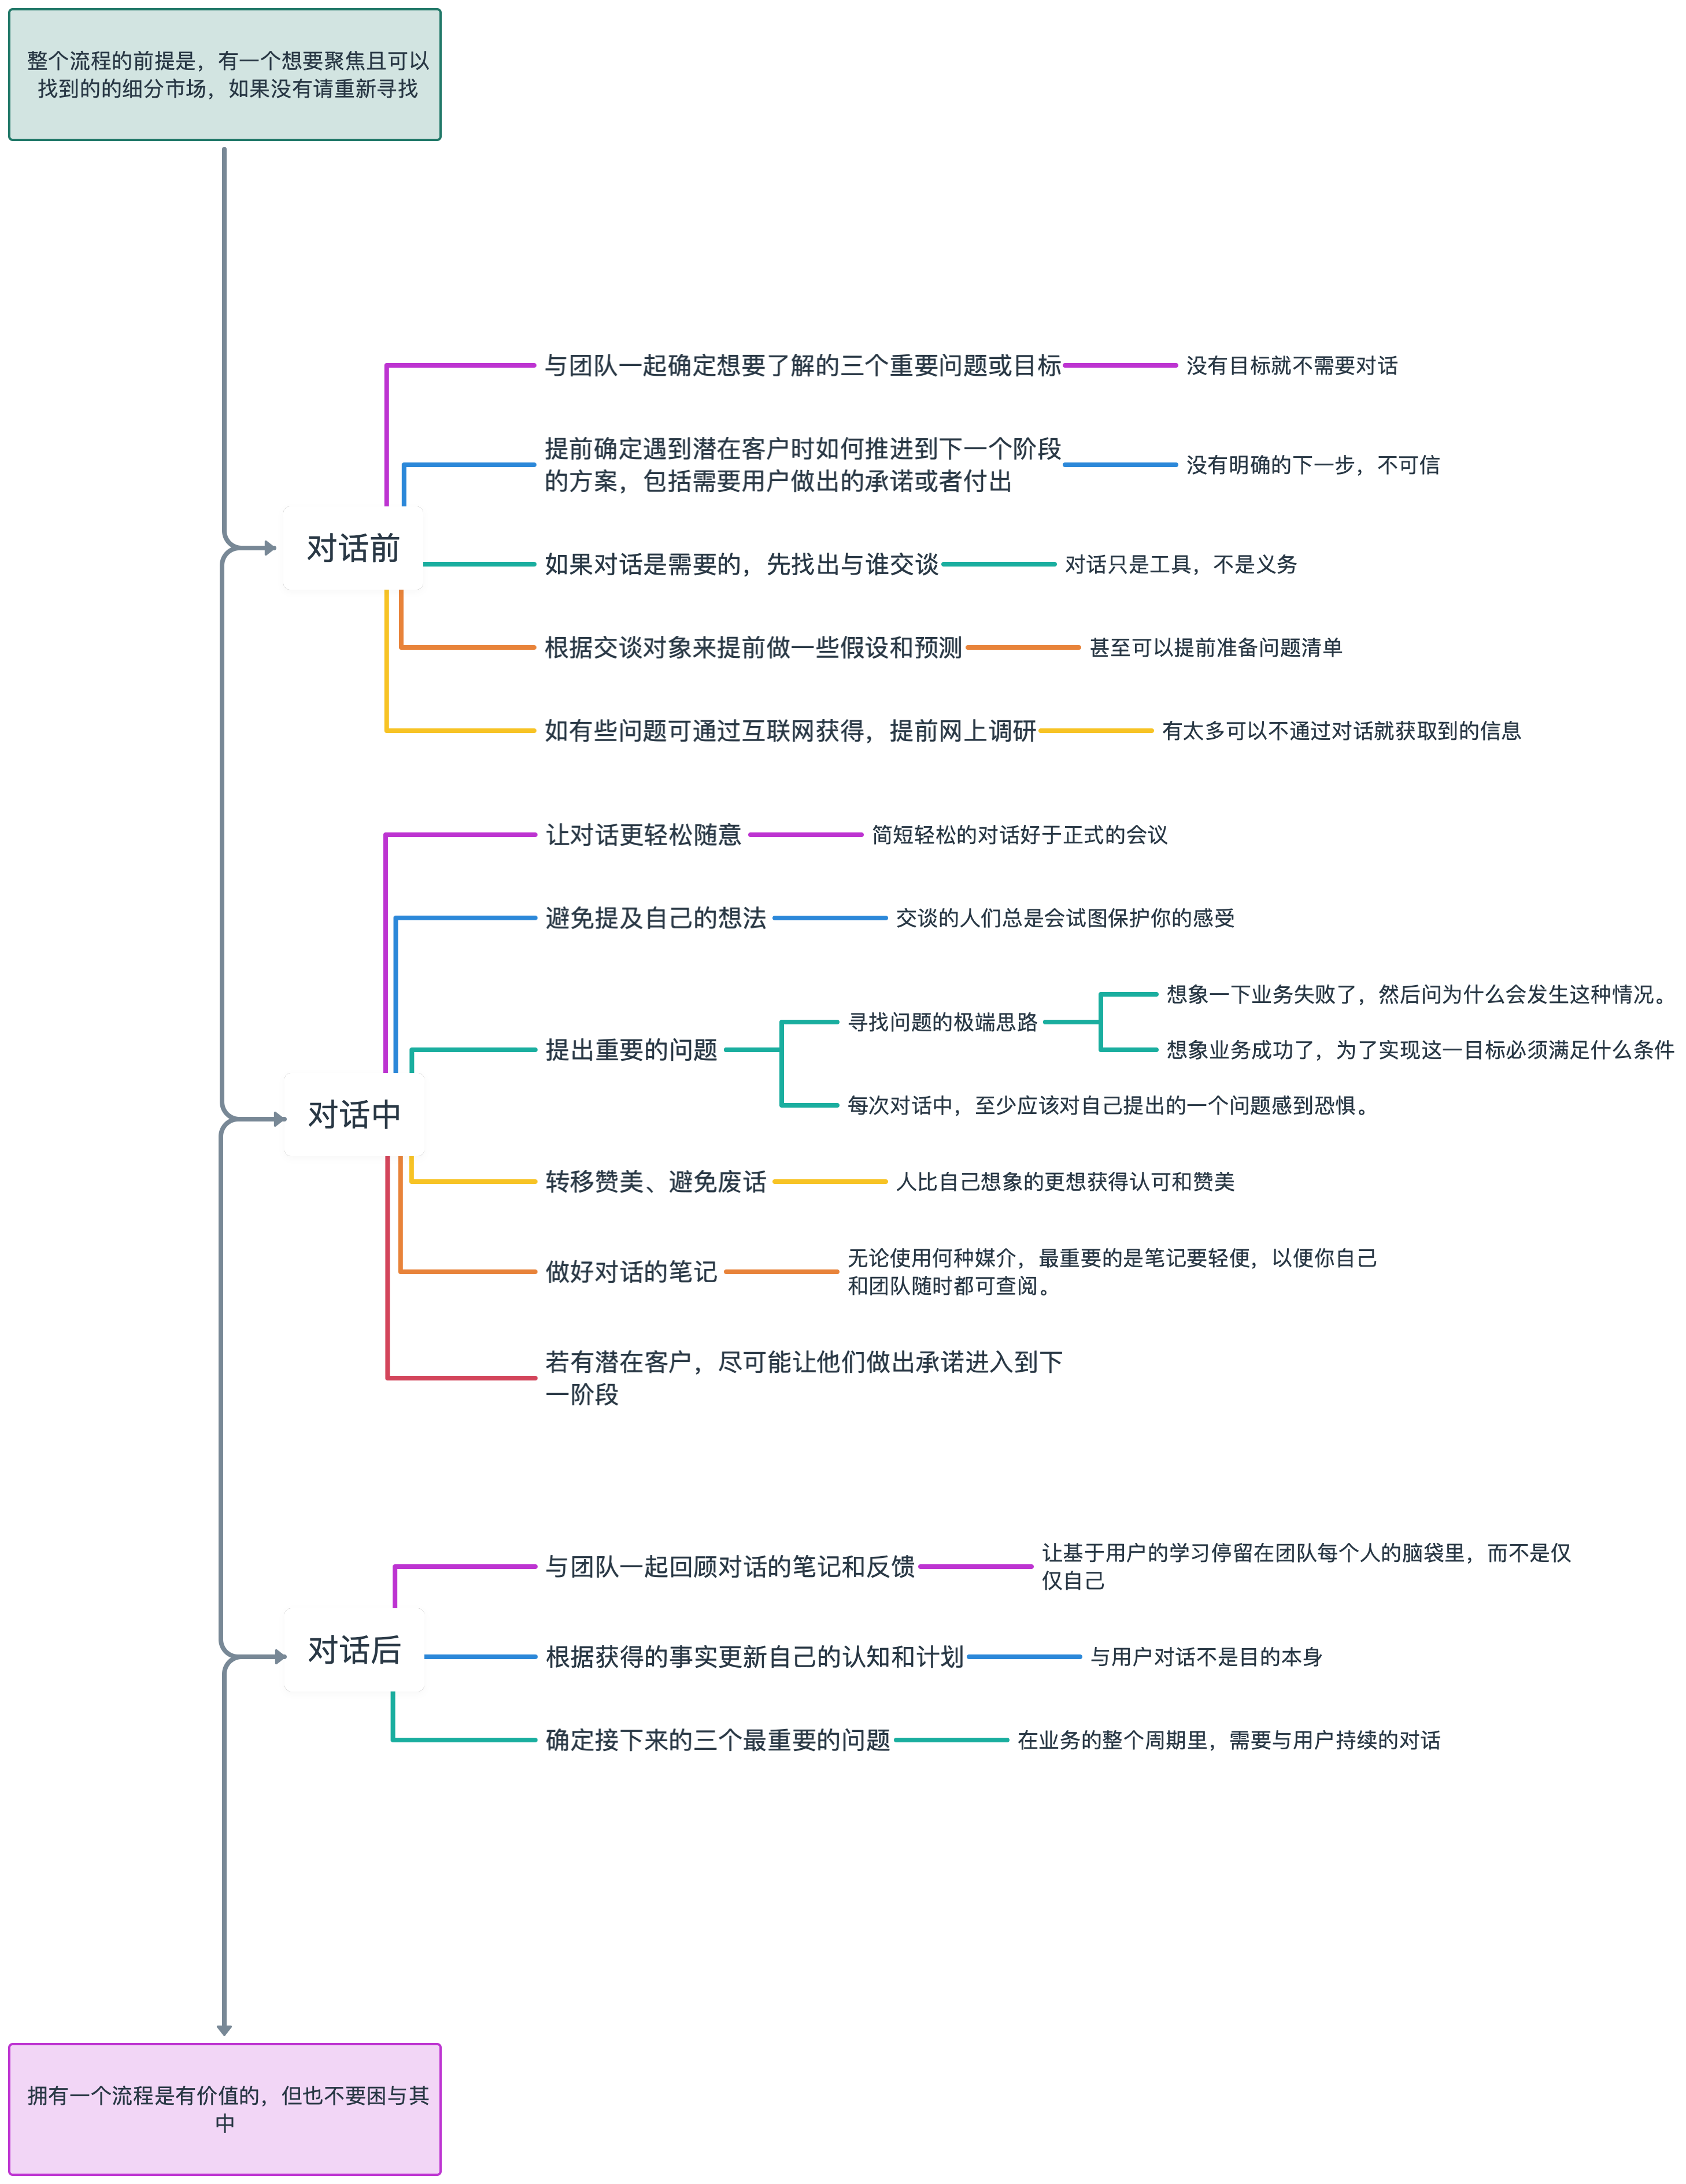 整个流程的前提是，有一个想要聚焦且可以
找到的的细分市场，如果没有请重新寻找
对话前
与团队一起确定想要了解的三个重要问题或目标
没有目标就不需要对话
提前确定遇到潜在客户时如何推进到下一个阶段
的方案，包括需要用户做出的承诺或者付出
没有明确的下一步，不可信
如果对话是需要的，先找出与谁交谈
对话只是工具，不是义务
根据交谈对象来提前做一些假设和预测
甚至可以提前准备问题清单
如有些问题可通过互联网获得，提前网上调研
有太多可以不通过对话就获取到的信息
对话中
让对话更轻松随意
简短轻松的对话好于正式的会议
避免提及自己的想法
交谈的人们总是会试图保护你的感受
提出重要的问题
寻找问题的极端思路
想象一下业务失败了，然后问为什么会发生这种情况。
想象业务成功了，为了实现这一目标必须满足什么条件
每次对话中，至少应该对自己提出的一个问题感到恐惧。
转移赞美、避免废话
人比自己想象的更想获得认可和赞美
做好对话的笔记
无论使用何种媒介，最重要的是笔记要轻便，以便你自己
和团队随时都可查阅。
若有潜在客户，尽可能让他们做出承诺进入到下
一阶段
对话后
与团队一起回顾对话的笔记和反馈
让基于用户的学习停留在团队每个人的脑袋里，而不是仅
仅自己
根据获得的事实更新自己的认知和计划
与用户对话不是目的本身
确定接下来的三个最重要的问题
在业务的整个周期里，需要与用户持续的对话
拥有一个流程是有价值的，但也不要困与其
中